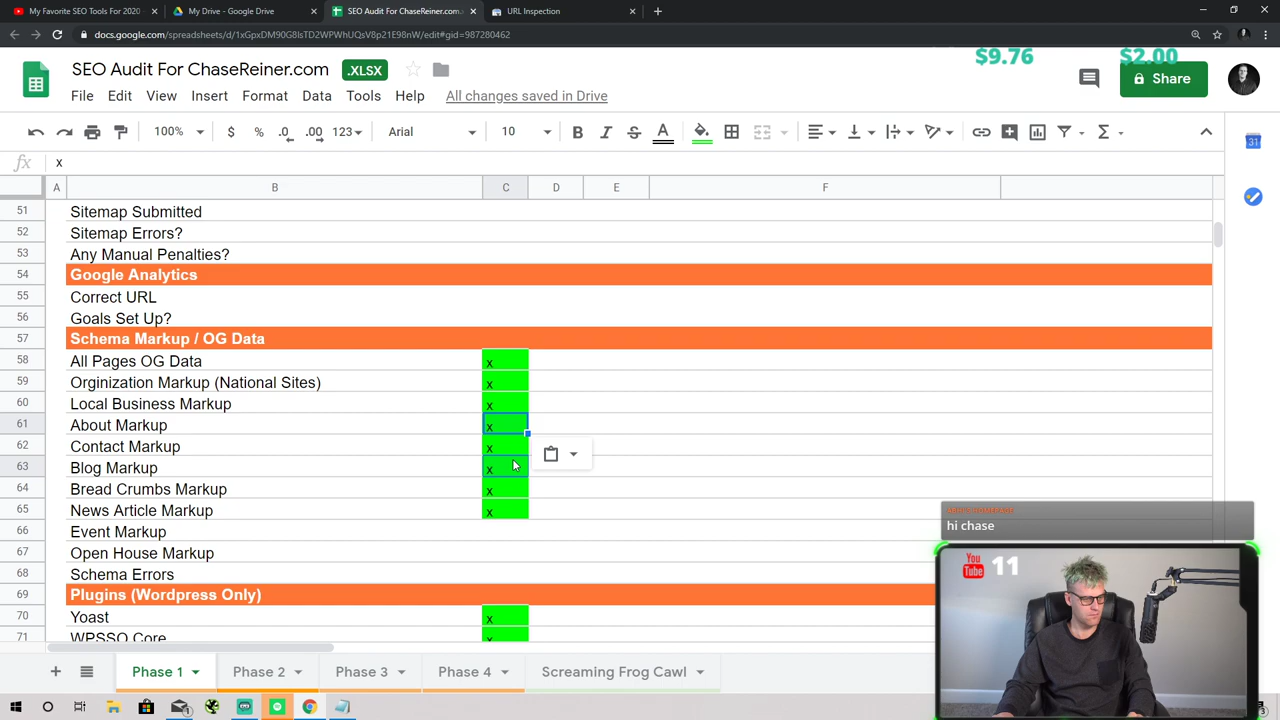 My Favorite SEO Tools For 2020
My Drive - Google Drive
SEO Audit For ChaseReiner.com
URL Inspection
docs.google.com/spreadsheets/d/1xGpxDM90G8IsTD2WPWhUQsV8p21E98nW/edit#gid=987280462
$9.76
$2.00
SEO Audit For ChaseReiner.com .XLSX
Share
File Edit View Insert Format Data Tools Help All changes saved in Drive
100% $ % .0 .00 123 Arial 10 B I S A
31
fx x
A B C D E F
51 Sitemap Submitted
52 Sitemap Errors?
53 Any Manual Penalties?
54 Google Analytics
55 Correct URL
56 Goals Set Up?
57 Schema Markup / OG Data
58 All Pages OG Data x
59 Orginization Markup (National Sites) x
60 Local Business Markup x
61 About Markup x
62 Contact Markup x
63 Blog Markup x
64 Bread Crumbs Markup x
65 News Article Markup x
66 Event Markup
67 Open House Markup
68 Schema Errors
69 Plugins (Wordpress Only)
70 Yoast x
71 WPSSO Core x
hi chase
You Tube 11
Phase 1 Phase 2 Phase 3 Phase 4 Screaming Frog Cawl